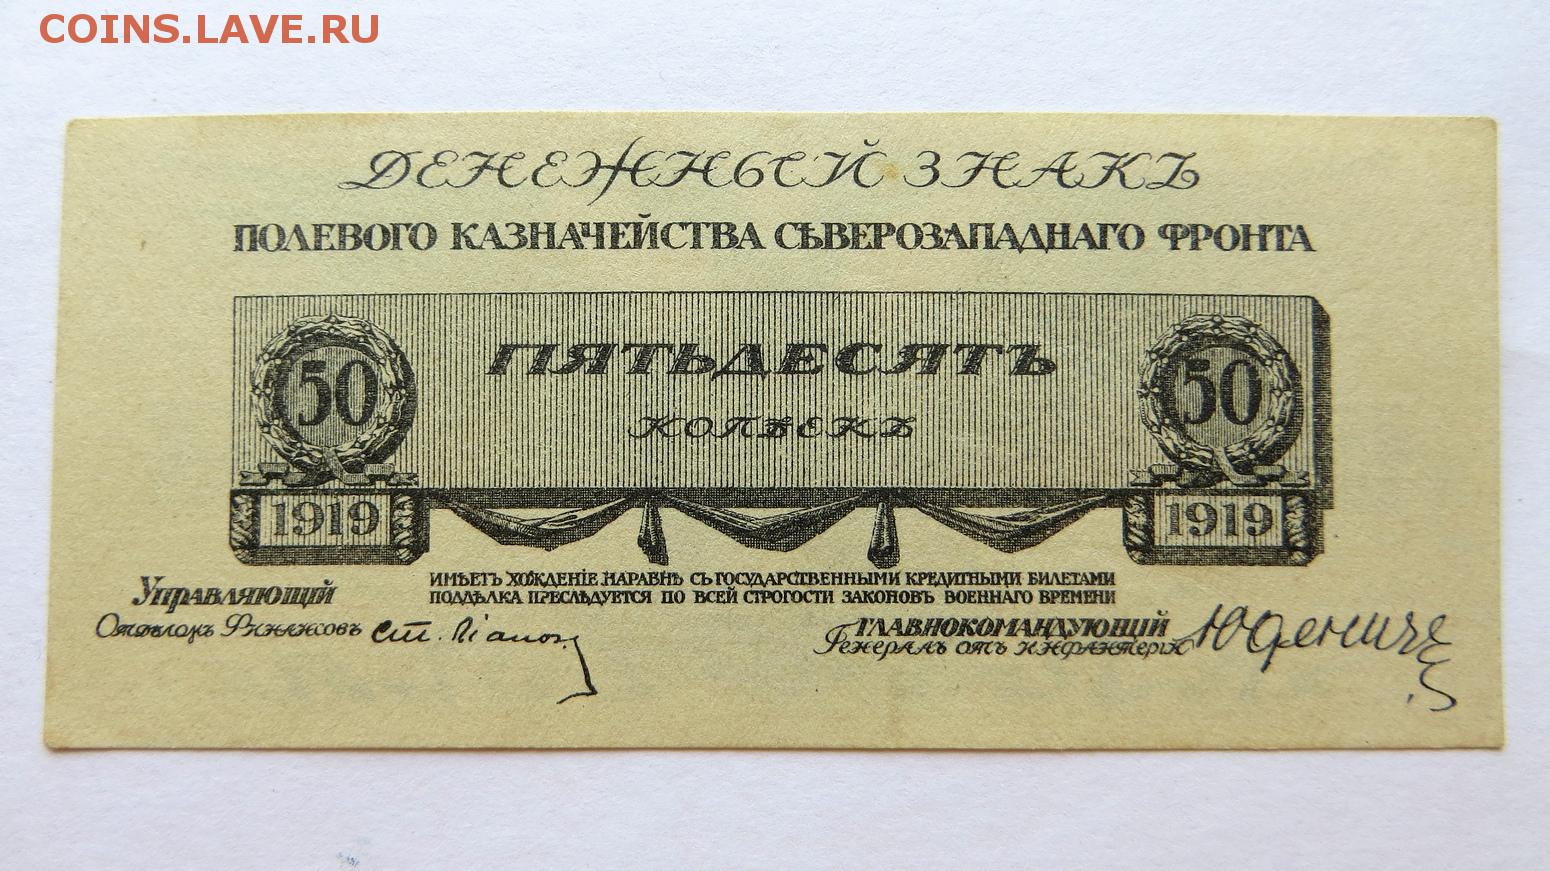 COINS.LAVE.RU
ДЕНЕЖНЫЙ ЗНАКЪ
ПОЛЕВОГО КАЗНАЧЕЙСТВА СѢВЕРОЗАПАДНАГО ФРОНТА
50 ПЯТЬДЕСЯТЪ 50
КОПѢЕКЪ
1919 1919
ИМѢЕТЪ ХОЖДЕНІЕ НАРАВНѢ СЪ ГОСУДАРСТВЕННЫМИ КРЕДИТНЫМИ БИЛЕТАМИ
ПОДДѢЛКА ПРЕСЛѢДУЕТСЯ ПО ВСЕЙ СТРОГОСТИ ЗАКОНОВЪ ВОЕННАГО ВРЕМЕНИ
Управляющій
Отдѣломъ Финансовъ
ГЛАВНОКОМАНДУЮЩІЙ
Генералъ отъ инфантеріи Юденичъ